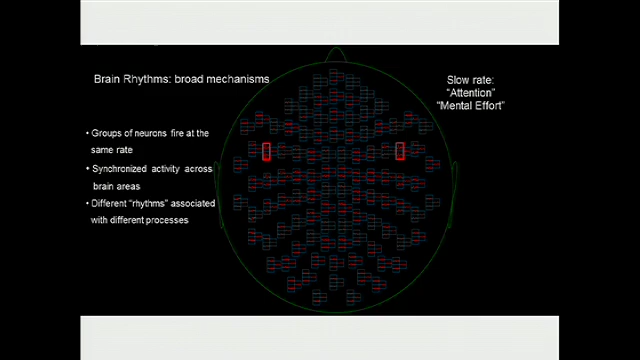 Brain Rhythms: broad mechanisms
Slow rate:
“Attention”
“Mental Effort”
• Groups of neurons fire at the
same rate
• Synchronized activity across
brain areas
• Different “rhythms” associated
with different processes